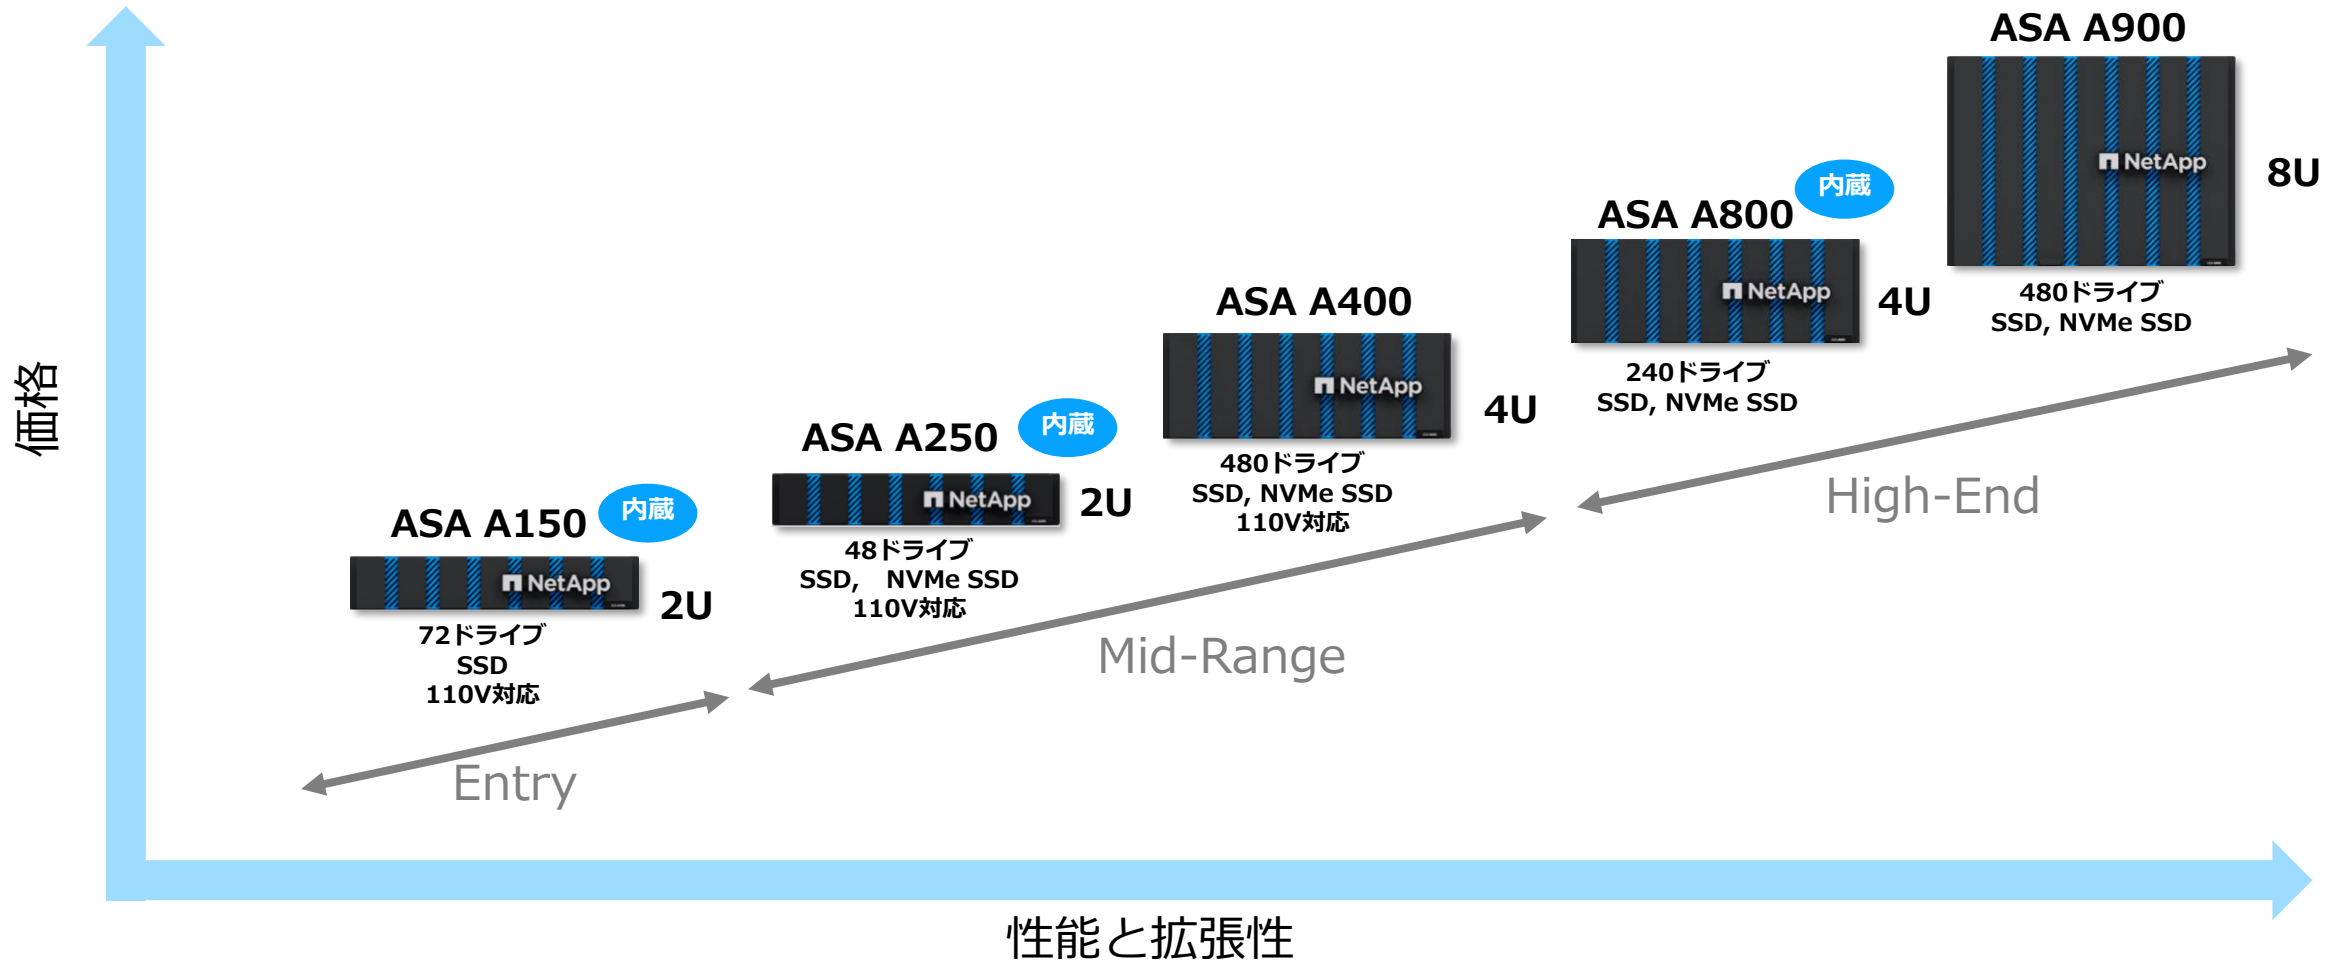 価格
ASA A150
内蔵
NetApp
2U
72ドライブ
SSD
110V対応
ASA A250
内蔵
NetApp
2U
48ドライブ
SSD,　NVMe SSD
110V対応
ASA A400
NetApp
4U
480ドライブ
SSD, NVMe SSD
110V対応
ASA A800
内蔵
NetApp
4U
240ドライブ
SSD, NVMe SSD
ASA A900
NetApp
8U
480ドライブ
SSD, NVMe SSD
Entry
Mid-Range
High-End
性能と拡張性